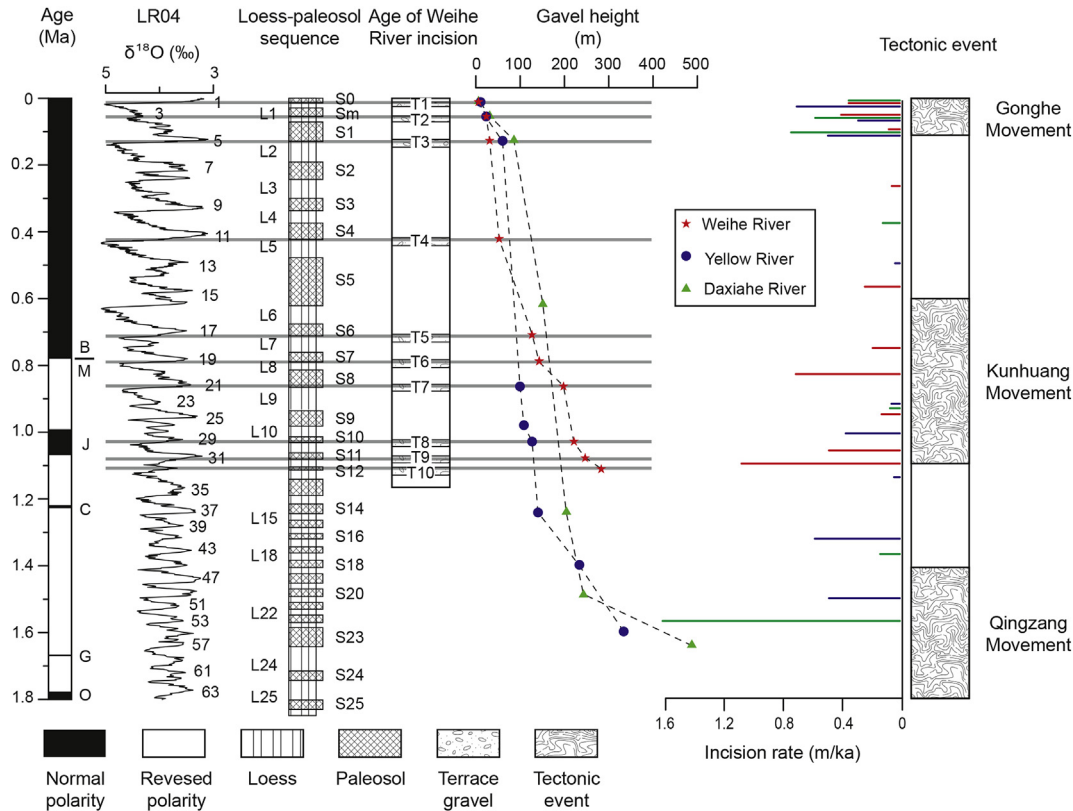 Age
(Ma)
LR04
δ18O (‰)
5
3
Loess-paleosol
sequence
Age of Weihe
River incision
Gavel height
(m)
0
100
200
300
400
500
Tectonic event
0
0.2
0.4
0.6
0.8
1.0
1.2
1.4
1.6
1.8
B
M
J
C
G
O
1
3
5
7
9
11
13
15
17
19
21
23
25
29
31
35
37
39
43
47
51
53
57
61
63
L1
L2
L3
L4
L5
L6
L7
L8
L9
L10
L15
L18
L22
L24
L25
S0
Sm
S1
S2
S3
S4
S5
S6
S7
S8
S9
S10
S11
S12
S14
S16
S18
S20
S23
S24
S25
T1
T2
T3
T4
T5
T6
T7
T8
T9
T10
Weihe River
Yellow River
Daxiahe River
Gonghe
Movement
Kunhuang
Movement
Qingzang
Movement
1.6
1.2
0.8
0.4
0
Incision rate (m/ka)
Normal
polarity
Revesed
polarity
Loess
Paleosol
Terrace
gravel
Tectonic
event